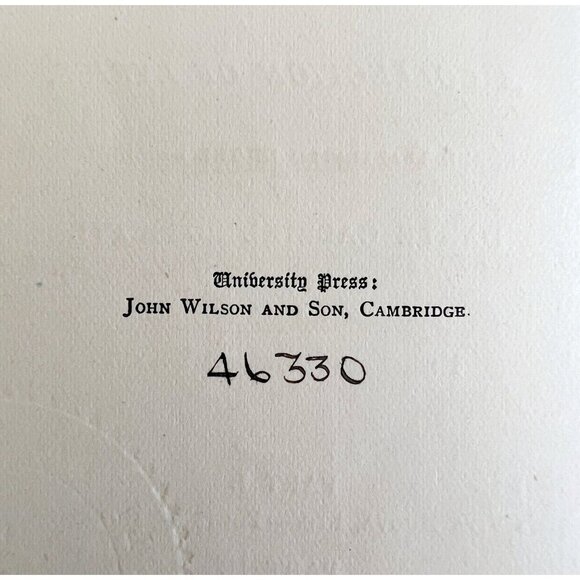 University Press:
JOHN WILSON AND SON, CAMBRIDGE.
46330